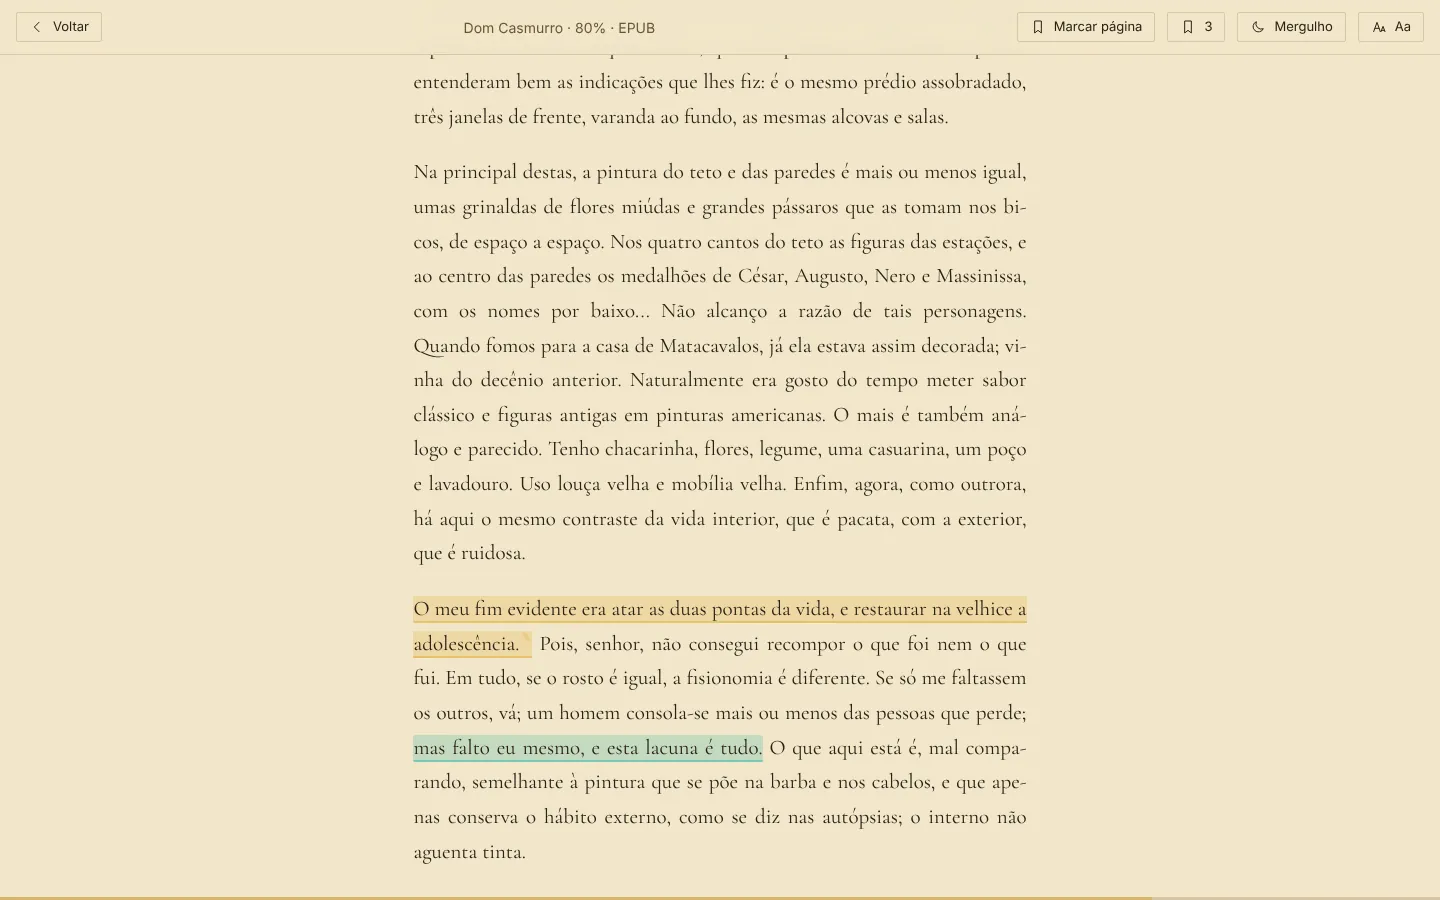 Voltar
Dom Casmurro · 80% · EPUB
Marcar página
3
Mergulho
Aa
entenderam bem as indicações que lhes fiz: é o mesmo prédio assobradado,
três janelas de frente, varanda ao fundo, as mesmas alcovas e salas.
Na principal destas, a pintura do teto e das paredes é mais ou menos igual,
umas grinaldas de flores miúdas e grandes pássaros que as tomam nos bi-
cos, de espaço a espaço. Nos quatro cantos do teto as figuras das estações, e
ao centro das paredes os medalhões de César, Augusto, Nero e Massinissa,
com os nomes por baixo... Não alcanço a razão de tais personagens.
Quando fomos para a casa de Matacavalos, já ela estava assim decorada; vi-
nha do decênio anterior. Naturalmente era gosto do tempo meter sabor
clássico e figuras antigas em pinturas americanas. O mais é também aná-
logo e parecido. Tenho chacarinha, flores, legume, uma casuarina, um poço
e lavadouro. Uso louça velha e mobília velha. Enfim, agora, como outrora,
há aqui o mesmo contraste da vida interior, que é pacata, com a exterior,
que é ruidosa.
O meu fim evidente era atar as duas pontas da vida, e restaurar na velhice a
adolescência. Pois, senhor, não consegui recompor o que foi nem o que
fui. Em tudo, se o rosto é igual, a fisionomia é diferente. Se só me faltassem
os outros, vá; um homem consola-se mais ou menos das pessoas que perde;
mas falto eu mesmo, e esta lacuna é tudo. O que aqui está é, mal compa-
rando, semelhante à pintura que se põe na barba e nos cabelos, e que ape-
nas conserva o hábito externo, como se diz nas autópsias; o interno não
aguenta tinta.